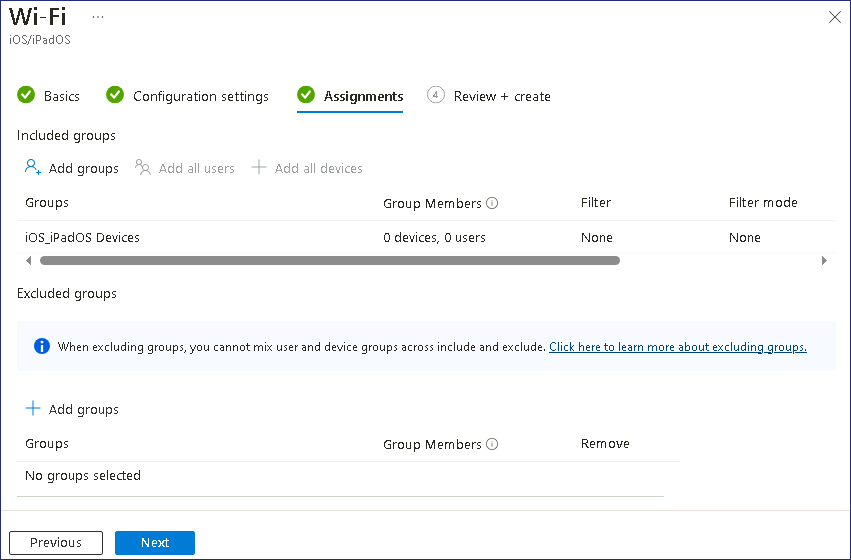 Wi-Fi ...
iOS/iPadOS
Basics Configuration settings Assignments 4 Review + create
Included groups
Add groups Add all users Add all devices
Groups Group Members Filter Filter mode
iOS_iPadOS Devices 0 devices, 0 users None None
Excluded groups
When excluding groups, you cannot mix user and device groups across include and exclude. Click here to learn more about excluding groups.
Add groups
Groups Group Members Remove
No groups selected
Previous Next